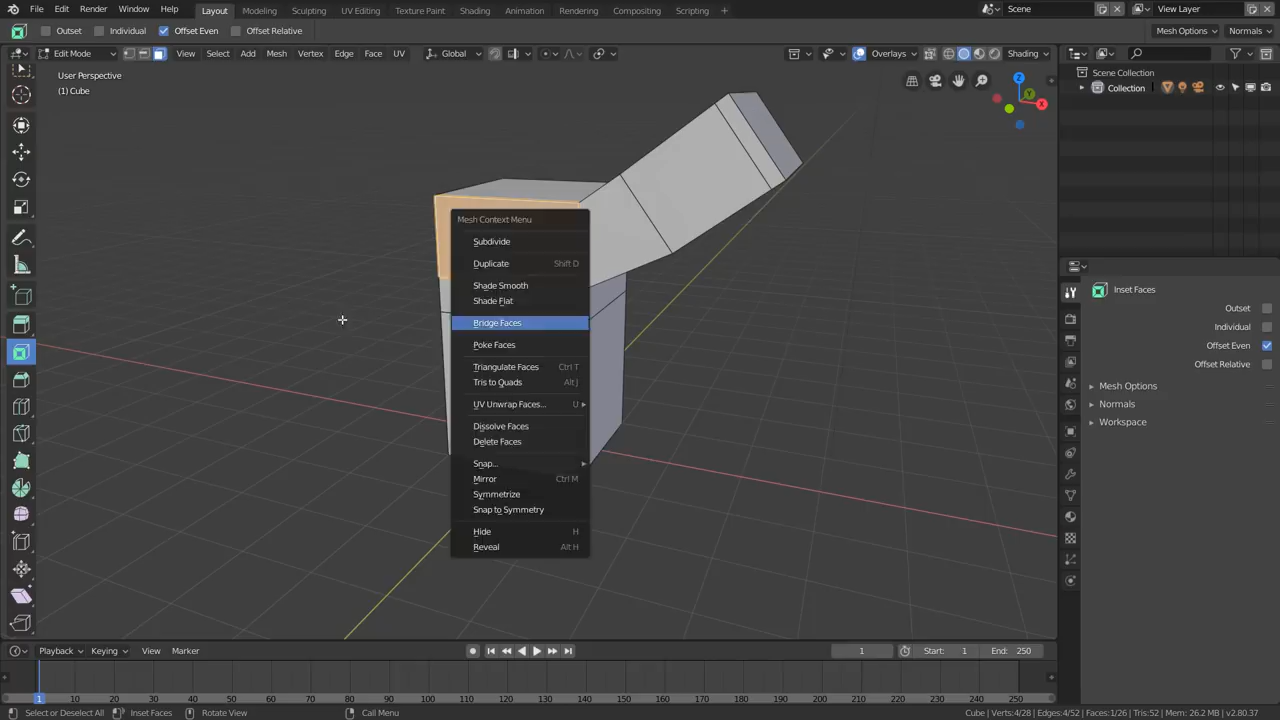 File Edit Render Window Help Layout Modeling Sculpting UV Editing Texture Paint Shading Animation Rendering Compositing Scripting + Scene View Layer
Outset Individual Offset Even Offset Relative Mesh Options Normals
Edit Mode View Select Add Mesh Vertex Edge Face UV Global Overlays Shading
User Perspective
(1) Cube
Z
Y
X
Scene Collection
Collection
Mesh Context Menu
Subdivide
Duplicate Shift D
Shade Smooth
Shade Flat
Bridge Faces
Poke Faces
Triangulate Faces Ctrl T
Tris to Quads Alt J
UV Unwrap Faces... U
Dissolve Faces
Delete Faces
Snap...
Mirror Ctrl M
Symmetrize
Snap to Symmetry
Hide H
Reveal Alt H
Inset Faces
Outset
Individual
Offset Even
Offset Relative
Mesh Options
Normals
Workspace
Playback Keying View Marker 1 Start: 1 End: 250
1 10 20 30 40 50 60 70 80 90 100 110 120 130 140 150 160 170 180 190 200 210 220 230 240 250
Select or Deselect All Inset Faces Rotate View Call Menu Cube | Verts:4/28 | Edges:4/52 | Faces:1/26 | Tris:52 | Mem: 26.2 MB | v2.80.37